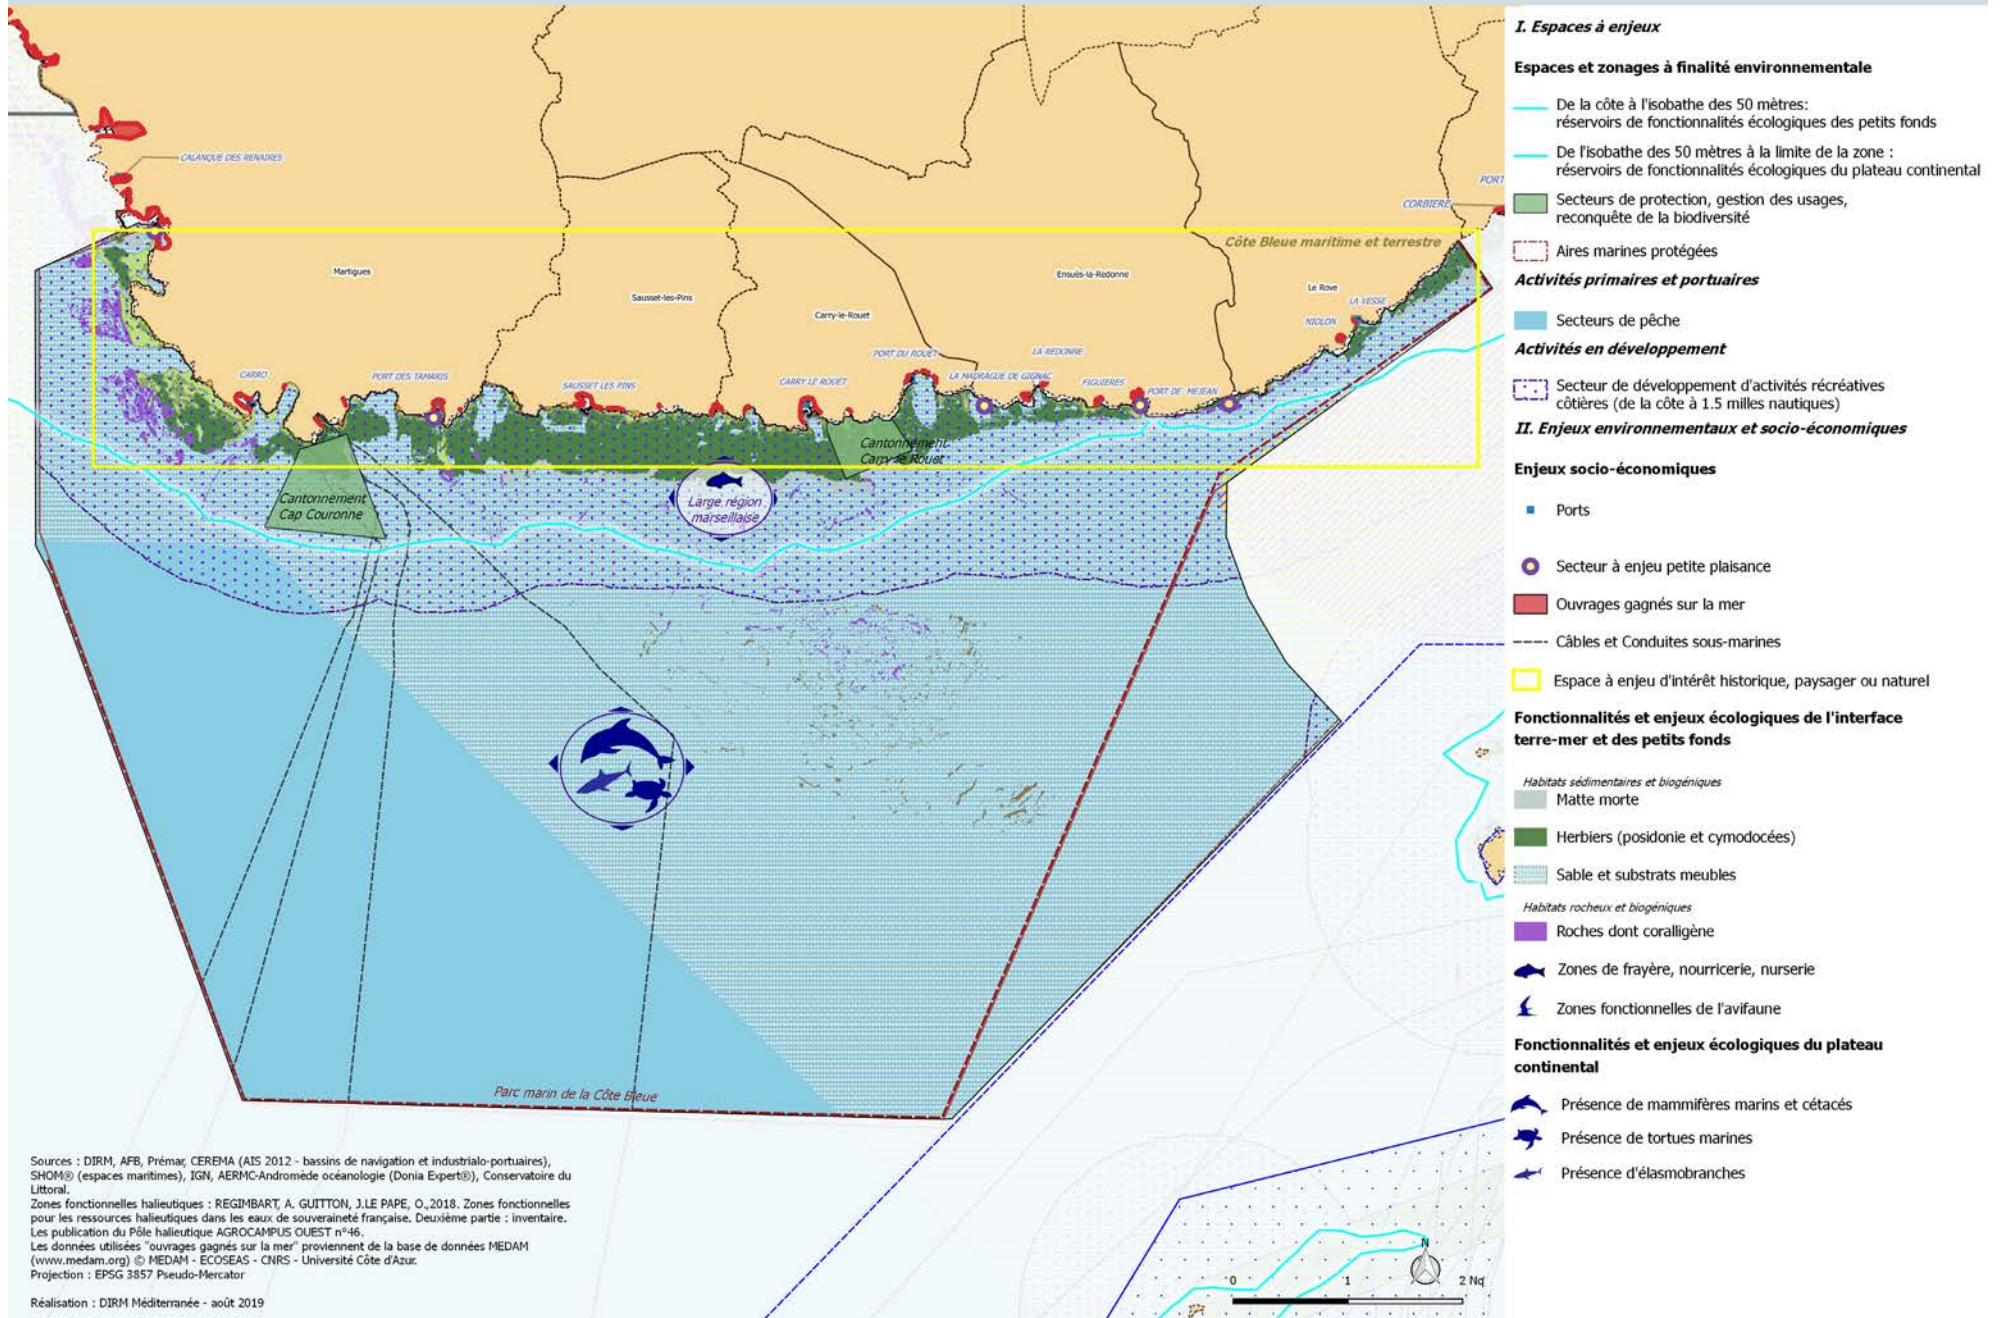 CALANQUE DES RENAIRES
PORT
CORBIERE
Côte Bleue maritime et terrestre
Martigues
Sausset-les-Pins
Carry-le-Rouet
Ensuès-la-Redonne
Le Rove
LA VESSE
NIOLON
CARRO
PORT DES TAMARIS
SAUSSET LES PINS
CARRY LE ROUET
PORT DU ROUET
LA MADRAGUE DE GIGNAC
LA REDONNE
FIGUIERES
PORT DE MEJEAN
Cantonnement
Carry-le Rouet
Cantonnement
Cap Couronne
Large région
marseillaise
Parc marin de la Côte Bleue
Sources : DIRM, AFB, Prémar, CEREMA (AIS 2012 - bassins de navigation et industrialo-portuaires),
SHOM® (espaces maritimes), IGN, AERMC-Andromède océanologie (Donia Expert®), Conservatoire du
Littoral.
Zones fonctionnelles halieutiques : REGIMBART, A. GUITTON, J.LE PAPE, O.,2018. Zones fonctionnelles
pour les ressources halieutiques dans les eaux de souveraineté française. Deuxième partie : inventaire.
Les publication du Pôle halieutique AGROCAMPUS OUEST n°46.
Les données utilisées "ouvrages gagnés sur la mer" proviennent de la base de données MEDAM
(www.medam.org) © MEDAM - ECOSEAS - CNRS - Université Côte d'Azur.
Projection : EPSG 3857 Pseudo-Mercator
Réalisation : DIRM Méditerranée - août 2019
N
0 1 2 Nq
I. Espaces à enjeux
Espaces et zonages à finalité environnementale
De la côte à l'isobathe des 50 mètres:
réservoirs de fonctionnalités écologiques des petits fonds
De l'isobathe des 50 mètres à la limite de la zone :
réservoirs de fonctionnalités écologiques du plateau continental
Secteurs de protection, gestion des usages,
reconquête de la biodiversité
Aires marines protégées
Activités primaires et portuaires
Secteurs de pêche
Activités en développement
Secteur de développement d'activités récréatives
côtières (de la côte à 1.5 milles nautiques)
II. Enjeux environnementaux et socio-économiques
Enjeux socio-économiques
Ports
Secteur à enjeu petite plaisance
Ouvrages gagnés sur la mer
Câbles et Conduites sous-marines
Espace à enjeu d'intérêt historique, paysager ou naturel
Fonctionnalités et enjeux écologiques de l'interface
terre-mer et des petits fonds
Habitats sédimentaires et biogéniques
Matte morte
Herbiers (posidonie et cymodocées)
Sable et substrats meubles
Habitats rocheux et biogéniques
Roches dont coralligène
Zones de frayère, nourricerie, nurserie
Zones fonctionnelles de l'avifaune
Fonctionnalités et enjeux écologiques du plateau
continental
Présence de mammifères marins et cétacés
Présence de tortues marines
Présence d'élasmobranches